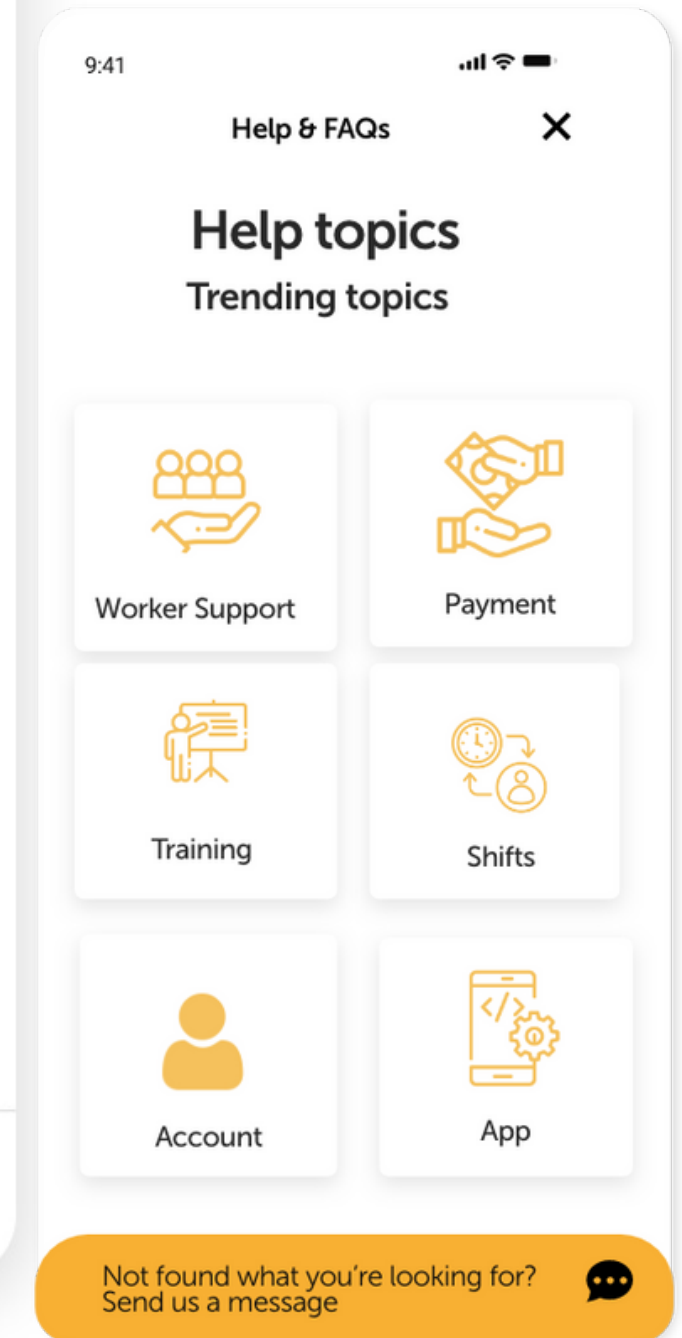 9:41
Help & FAQs
Help topics
Trending topics
Worker Support
Payment
Training
Shifts
Account
App
Not found what you're looking for?
Send us a message